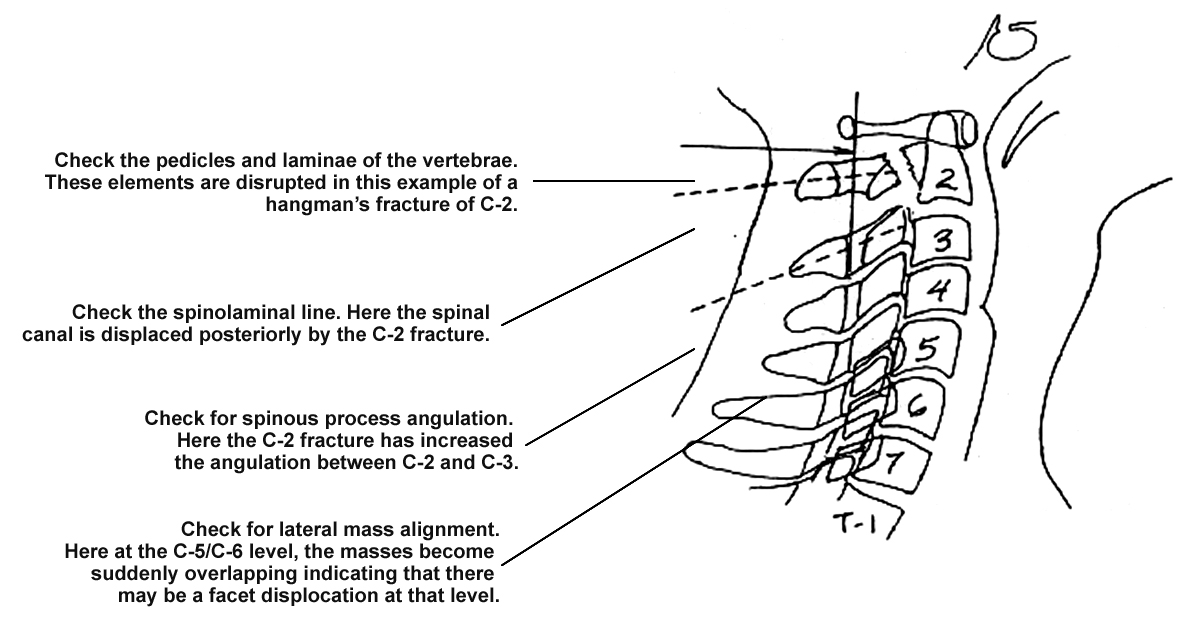 15
Check the pedicles and laminae of the vertebrae.
These elements are disrupted in this example of a
hangman's fracture of C-2.
Check the spinolaminal line. Here the spinal
canal is displaced posteriorly by the C-2 fracture.
Check for spinous process angulation.
Here the C-2 fracture has increased
the angulation between C-2 and C-3.
Check for lateral mass alignment.
Here at the C-5/C-6 level, the masses become
suddenly overlapping indicating that there
may be a facet displocation at that level.
2
3
4
5
6
7
T-1